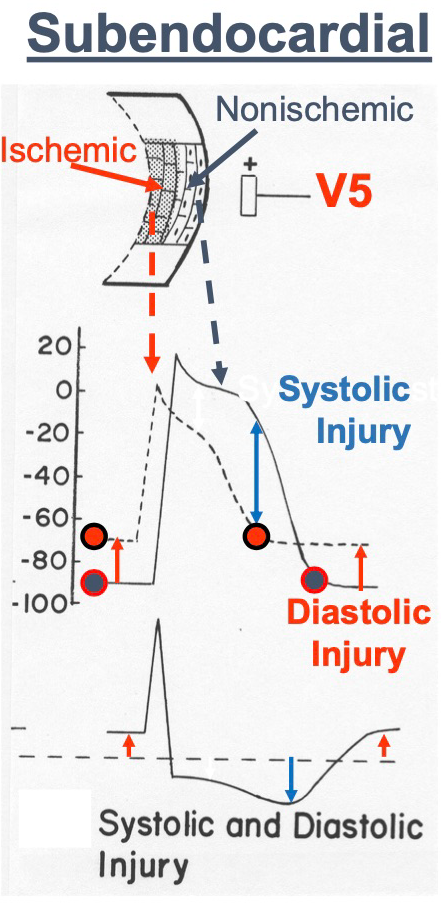 Subendocardial
Nonischemic
Ischemic
+
V5
20
0
-20
-40
-60
-80
-100
Systolic
Injury
Diastolic
Injury
Systolic and Diastolic
Injury